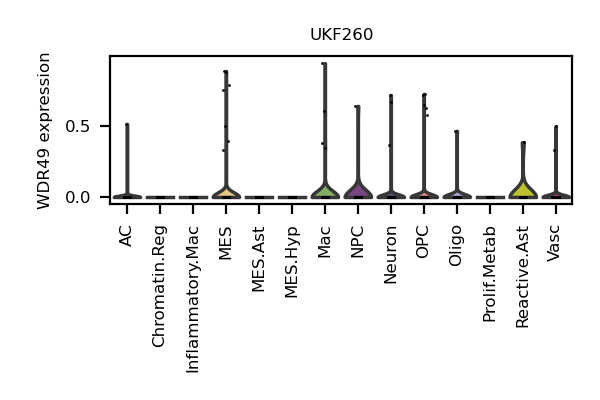 UKF260
WDR49 expression
0.5
0.0
AC
Chromatin.Reg
Inflammatory.Mac
MES
MES.Ast
MES.Hyp
Mac
NPC
Neuron
OPC
Oligo
Prolif.Metab
Reactive.Ast
Vasc